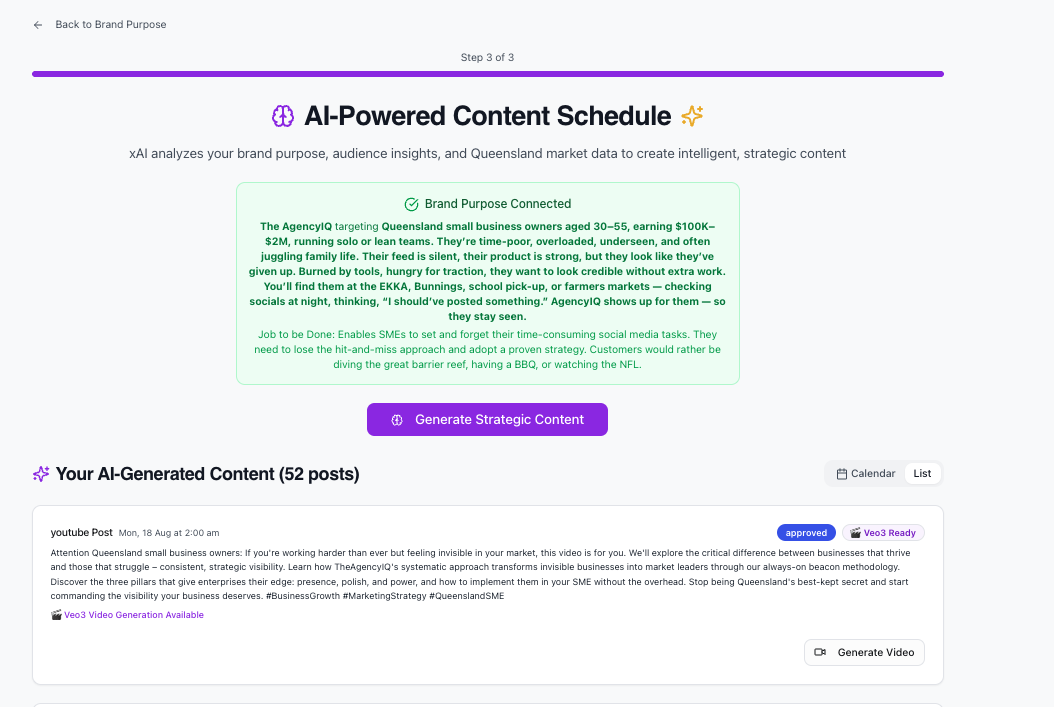 Back to Brand Purpose
Step 3 of 3
AI-Powered Content Schedule
xAI analyzes your brand purpose, audience insights, and Queensland market data to create intelligent, strategic content
Brand Purpose Connected
The AgencyIQ targeting Queensland small business owners aged 30–55, earning $100K–
$2M, running solo or lean teams. They’re time-poor, overloaded, underseen, and often
juggling family life. Their feed is silent, their product is strong, but they look like they’ve
given up. Burned by tools, hungry for traction, they want to look credible without extra work.
You’ll find them at the EKKA, Bunnings, school pick-up, or farmers markets — checking
socials at night, thinking, “I should’ve posted something.” AgencyIQ shows up for them — so
they stay seen.
Job to be Done: Enables SMEs to set and forget their time-consuming social media tasks. They
need to lose the hit-and-miss approach and adopt a proven strategy. Customers would rather be
diving the great barrier reef, having a BBQ, or watching the NFL.
Generate Strategic Content
Your AI-Generated Content (52 posts)
Calendar List
youtube Post Mon, 18 Aug at 2:00 am approved Veo3 Ready
Attention Queensland small business owners: If you're working harder than ever but feeling invisible in your market, this video is for you. We'll explore the critical difference between businesses that thrive
and those that struggle – consistent, strategic visibility. Learn how TheAgencyIQ's systematic approach transforms invisible businesses into market leaders through our always-on beacon methodology.
Discover the three pillars that give enterprises their edge: presence, polish, and power, and how to implement them in your SME without the overhead. Stop being Queensland's best-kept secret and start
commanding the visibility your business deserves. #BusinessGrowth #MarketingStrategy #QueenslandSME
Veo3 Video Generation Available
Generate Video